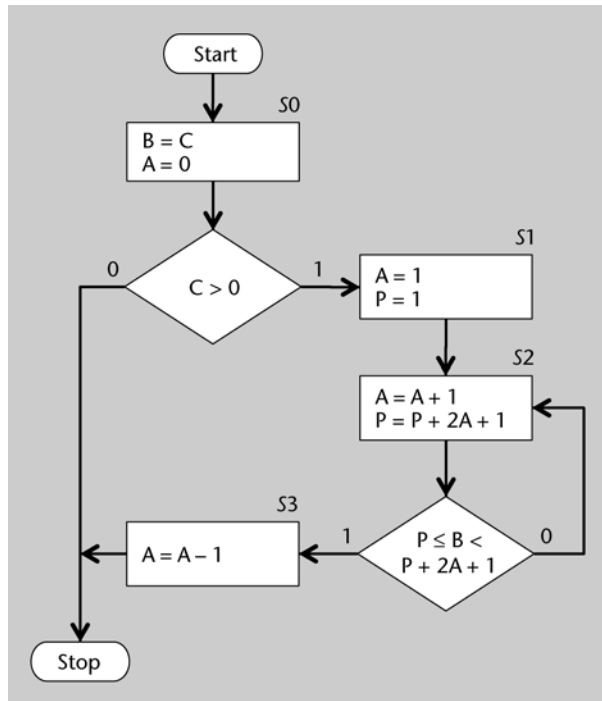 Start
S0
B = C
A = 0
0
C > 0
1
S1
A = 1
P = 1
S2
A = A + 1
P = P + 2A + 1
S3
A = A – 1
1
P ≤ B <
P + 2A + 1
0
Stop